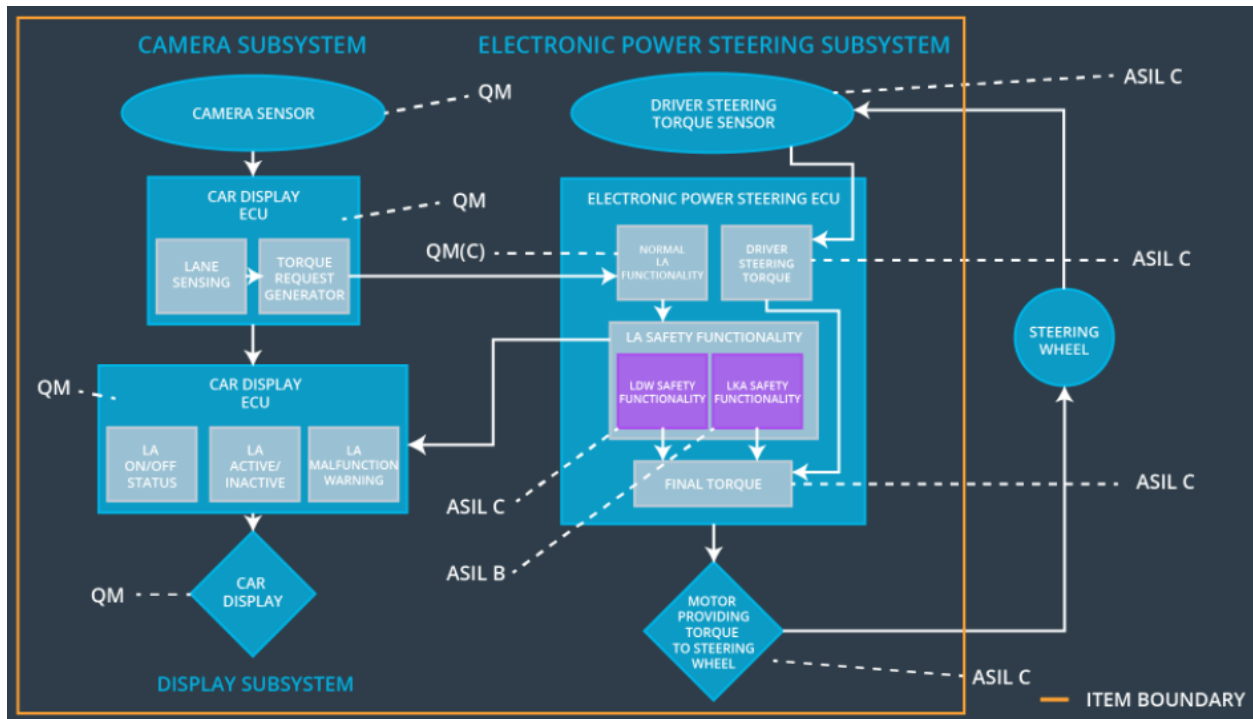 CAMERA SUBSYSTEM
ELECTRONIC POWER STEERING SUBSYSTEM
ASIL C
CAMERA SENSOR
QM
DRIVER STEERING
TORQUE SENSOR
CAR DISPLAY
ECU
QM
LANE
SENSING
TORQUE
REQUEST
GENERATOR
ELECTRONIC POWER STEERING ECU
QM(C)
NORMAL
LA
FUNCTIONALITY
DRIVER
STEERING
TORQUE
ASIL C
LA SAFETY FUNCTIONALITY
LDW SAFETY
FUNCTIONALITY
LKA SAFETY
FUNCTIONALITY
STEERING
WHEEL
QM
CAR DISPLAY
ECU
LA
ON/OFF
STATUS
LA
ACTIVE/
INACTIVE
LA
MALFUNCTION
WARNING
FINAL TORQUE
ASIL C
ASIL C
ASIL B
QM
CAR
DISPLAY
MOTOR
PROVIDING
TORQUE
TO STEERING
WHEEL
ASIL C
DISPLAY SUBSYSTEM
ITEM BOUNDARY